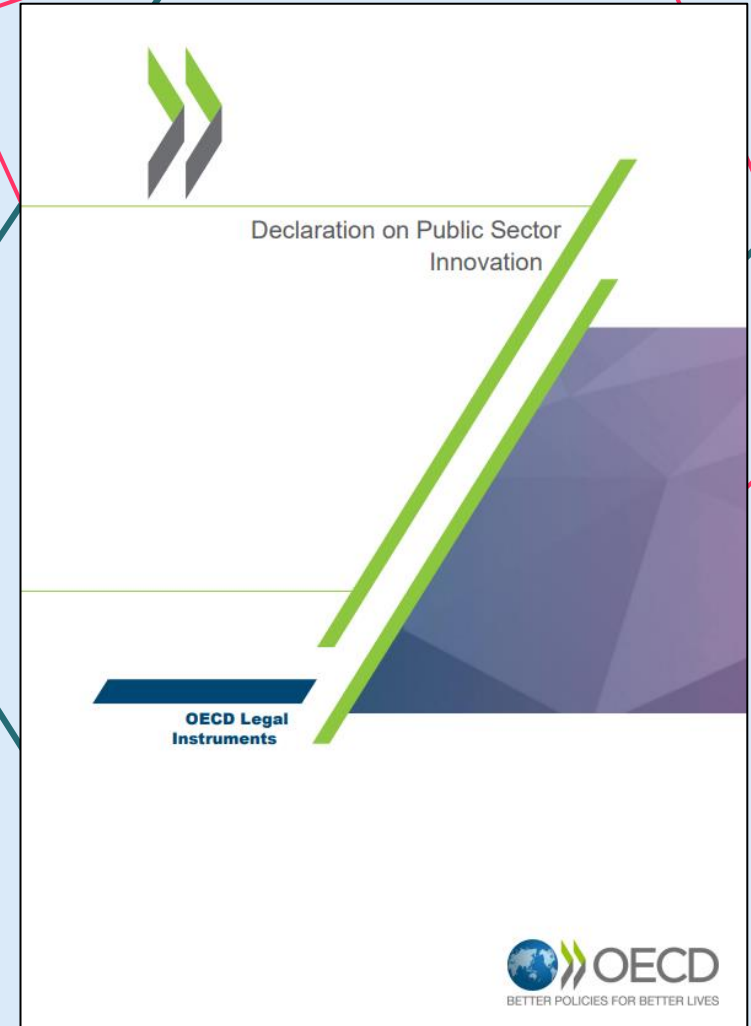 Declaration on Public Sector
Innovation
OECD Legal
Instruments
OECD
BETTER POLICIES FOR BETTER LIVES